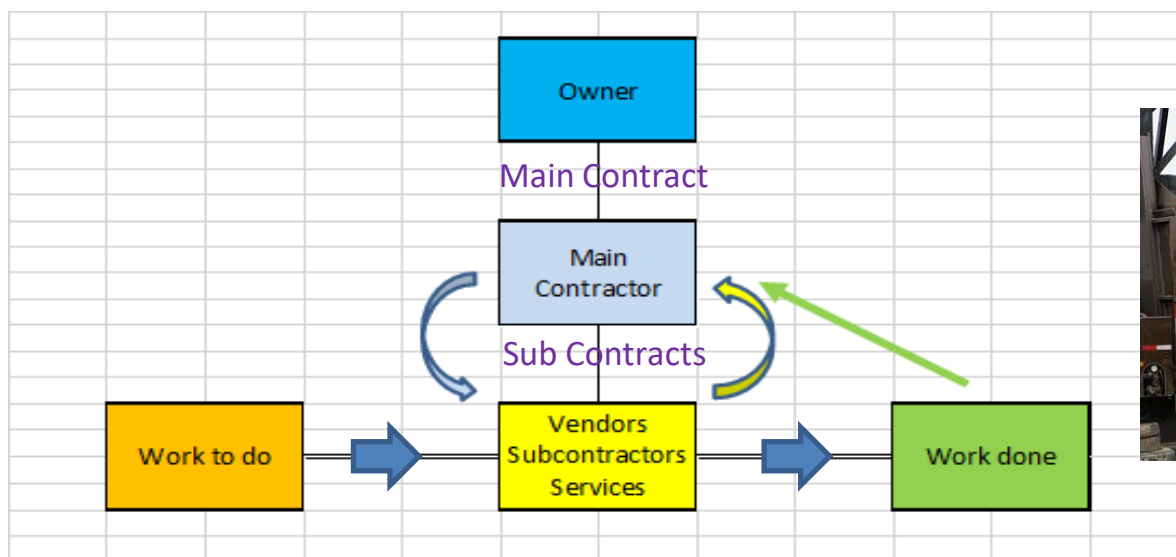 Owner
Main Contract
Main
Contractor
Sub Contracts
Work to do
Vendors
Subcontractors
Services
Work done